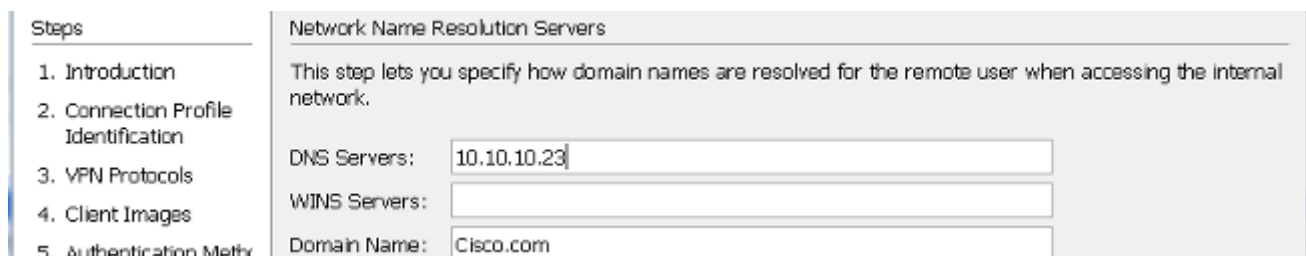 Steps
1. Introduction
2. Connection Profile
Identification
3. VPN Protocols
4. Client Images
5. Authentication
Network Name Resolution Servers
This step lets you specify how domain names are resolved for the remote user when accessing the internal
network.
DNS Servers: 10.10.10.23
WINS Servers:
Domain Name: Cisco.com